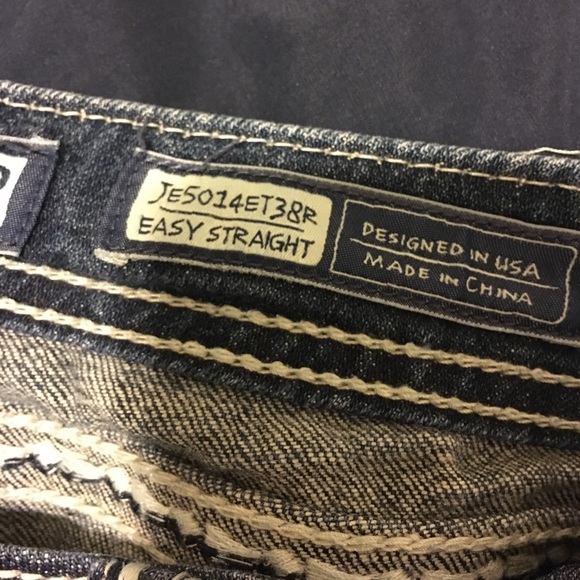 JE5014ET38R
EASY STRAIGHT
DESIGNED IN USA
MADE IN CHINA